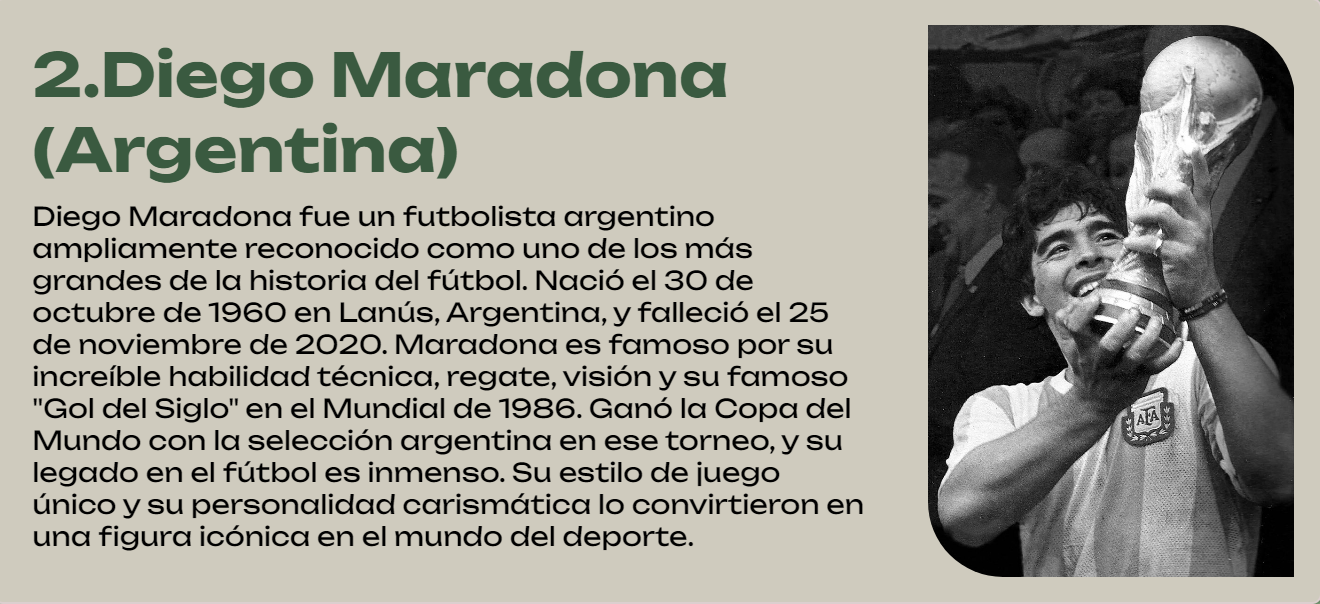 2.Diego Maradona
(Argentina)
Diego Maradona fue un futbolista argentino
ampliamente reconocido como uno de los más
grandes de la historia del fútbol. Nació el 30 de
octubre de 1960 en Lanús, Argentina, y falleció el 25
de noviembre de 2020. Maradona es famoso por su
increíble habilidad técnica, regate, visión y su famoso
"Gol del Siglo" en el Mundial de 1986. Ganó la Copa del
Mundo con la selección argentina en ese torneo, y su
legado en el fútbol es inmenso. Su estilo de juego
único y su personalidad carismática lo convirtieron en
una figura icónica en el mundo del deporte.
AFA